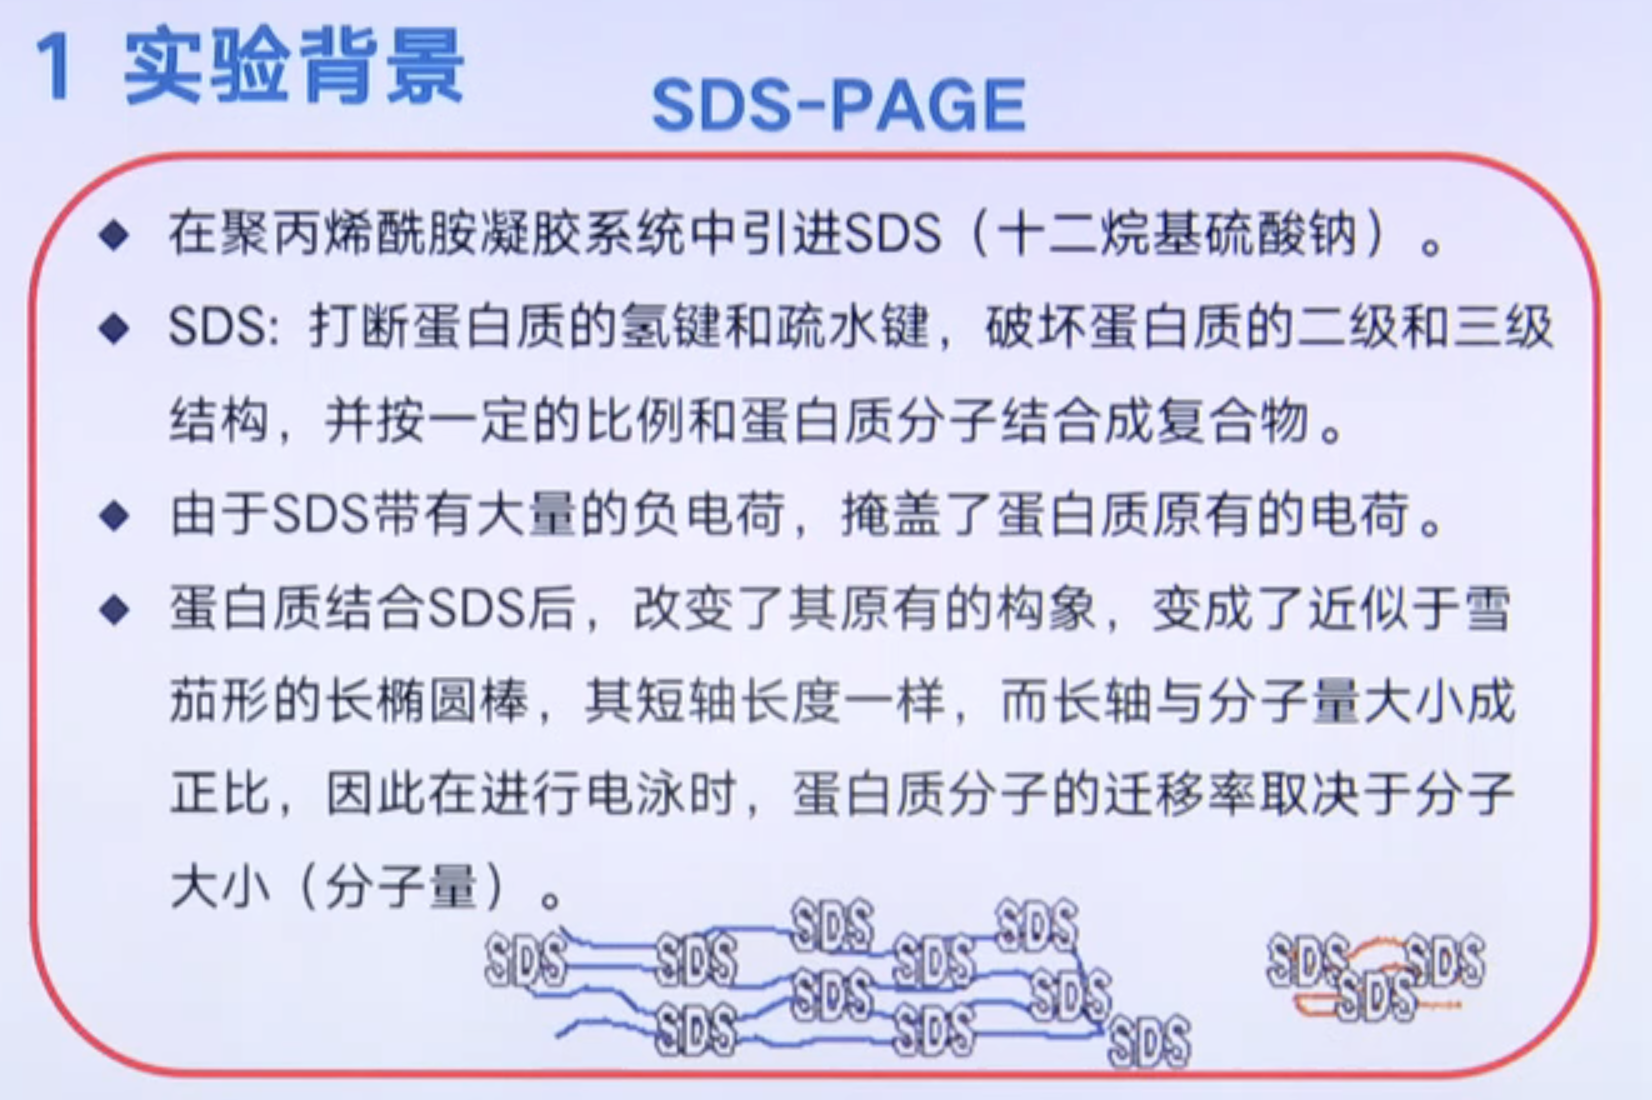 1 实验背景
SDS-PAGE
◆ 在聚丙烯酰胺凝胶系统中引进SDS（十二烷基硫酸钠）。
◆ SDS: 打断蛋白质的氢键和疏水键，破坏蛋白质的二级和三级
结构，并按一定的比例和蛋白质分子结合成复合物。
◆ 由于SDS带有大量的负电荷，掩盖了蛋白质原有的电荷。
◆ 蛋白质结合SDS后，改变了其原有的构象，变成了近似于雪
茄形的长椭圆棒，其短轴长度一样，而长轴与分子量大小成
正比，因此在进行电泳时，蛋白质分子的迁移率取决于分子
大小（分子量）。
SDS SDS
SDS SDS SDS SDS SDS
SDS SDS SDS
SDS SDS SDS